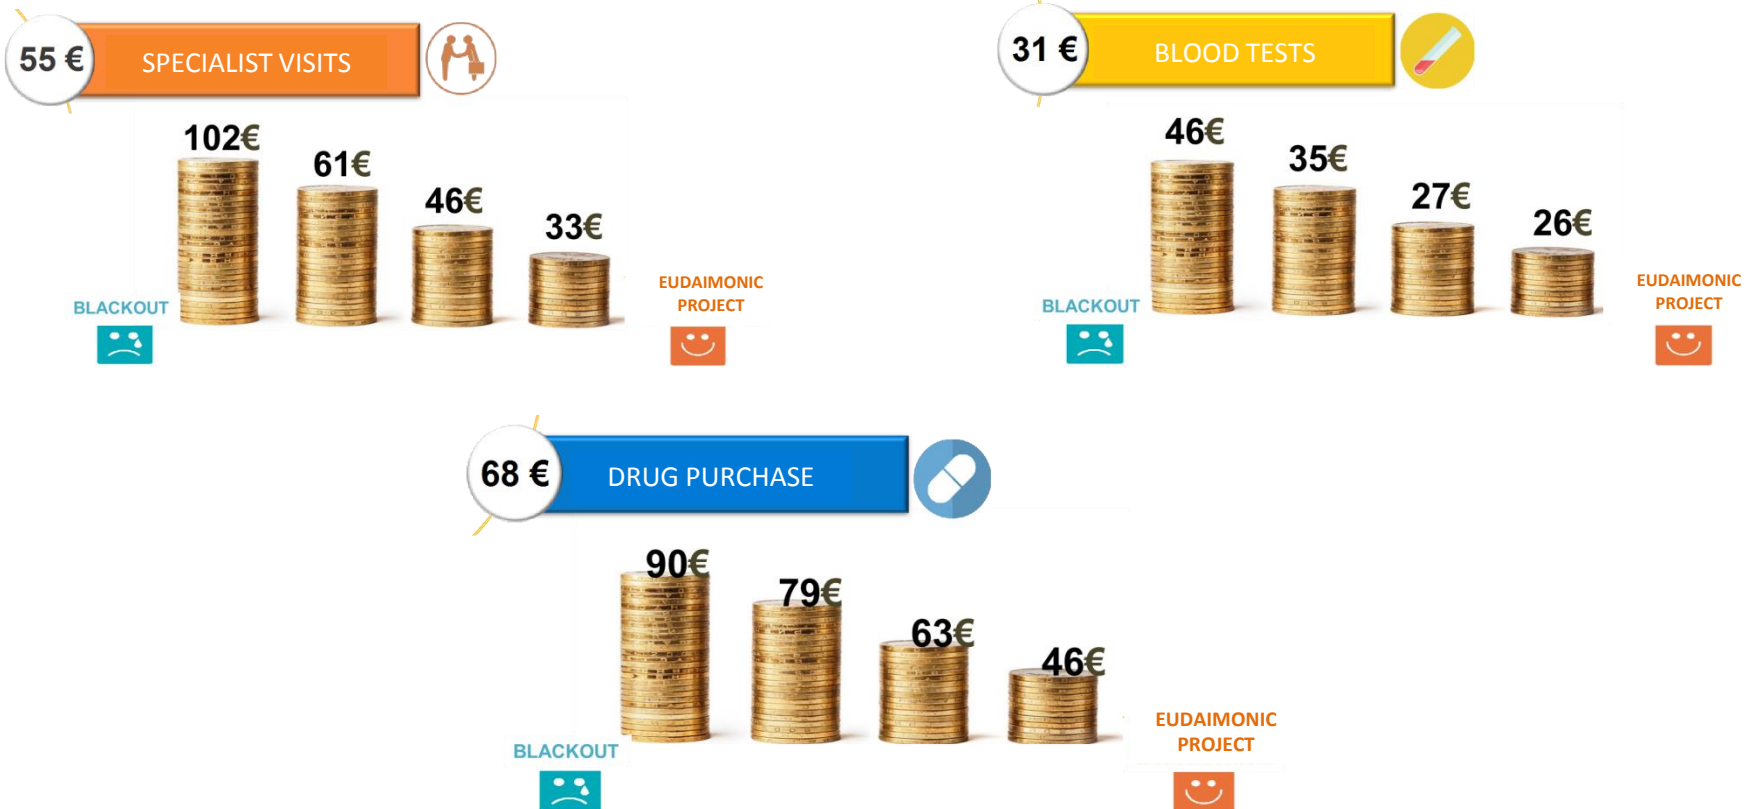 55 €
SPECIALIST VISITS
102€
61€
46€
33€
BLACKOUT
EUDAIMONIC
PROJECT
31 €
BLOOD TESTS
46€
35€
27€
26€
BLACKOUT
EUDAIMONIC
PROJECT
68 €
DRUG PURCHASE
90€
79€
63€
46€
BLACKOUT
EUDAIMONIC
PROJECT